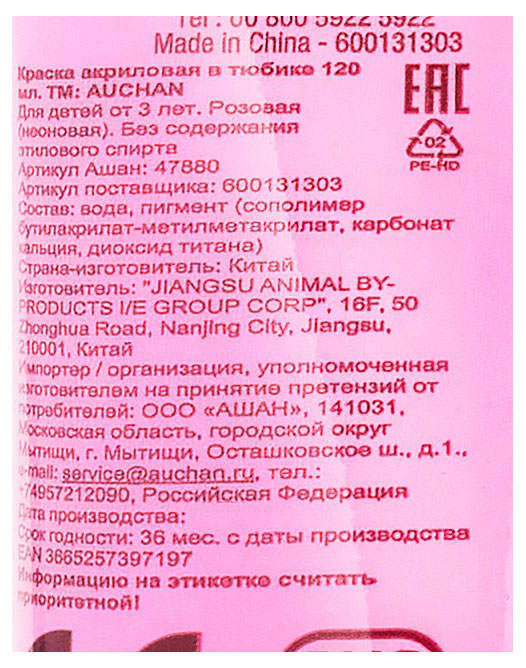 Tel : 00 800 5922 5922
Made in China - 600131303
Краска акриловая в тюбике 120
мл. ТМ: AUCHAN
Для детей от 3 лет. Розовая
(неоновая). Без содержания
этилового спирта
Артикул Ашан: 47880
Артикул поставщика: 600131303
Состав: вода, пигмент (сополимер
бутилакрилат-метилметакрилат, карбонат
кальция, диоксид титана)
Страна-изготовитель: Китай
Изготовитель: "JIANGSU ANIMAL BY-
PRODUCTS I/E GROUP CORP", 16F, 50
Zhonghua Road, Nanjing City, Jiangsu,
210001, Китай
Импортер / организация, уполномоченная
изготовителем на принятие претензий от
потребителей: ООО «АШАН», 141031,
Московская область, городской округ
Мытищи, г. Мытищи, Осташковское ш., д.1.,
e-mail: service@auchan.ru, тел.:
+74957212090, Российская Федерация
Дата производства:
Срок годности: 36 мес. с даты производства
EAN 3665257397197
Информацию на этикетке считать
приоритетной!
EAC
02
PE-HD